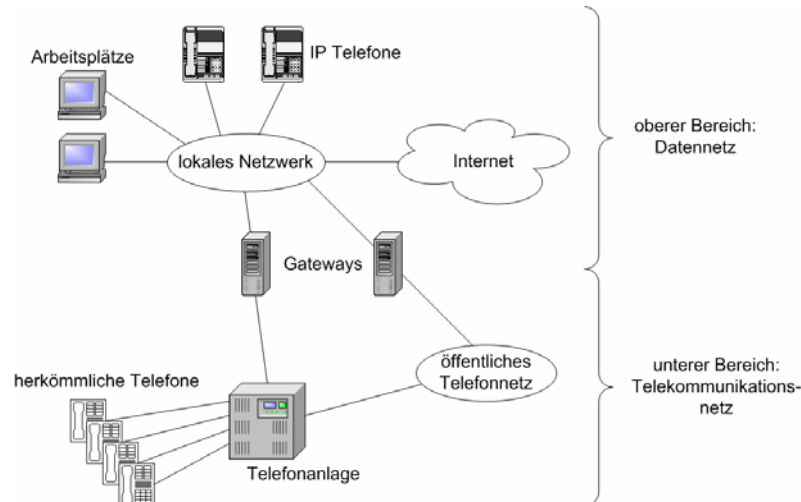 Arbeitsplätze
IP Telefone
lokales Netzwerk
Internet
oberer Bereich:
Datennetz
Gateways
öffentliches
Telefonnetz
herkömmliche Telefone
unterer Bereich:
Telekommunikations-
netz
Telefonanlage